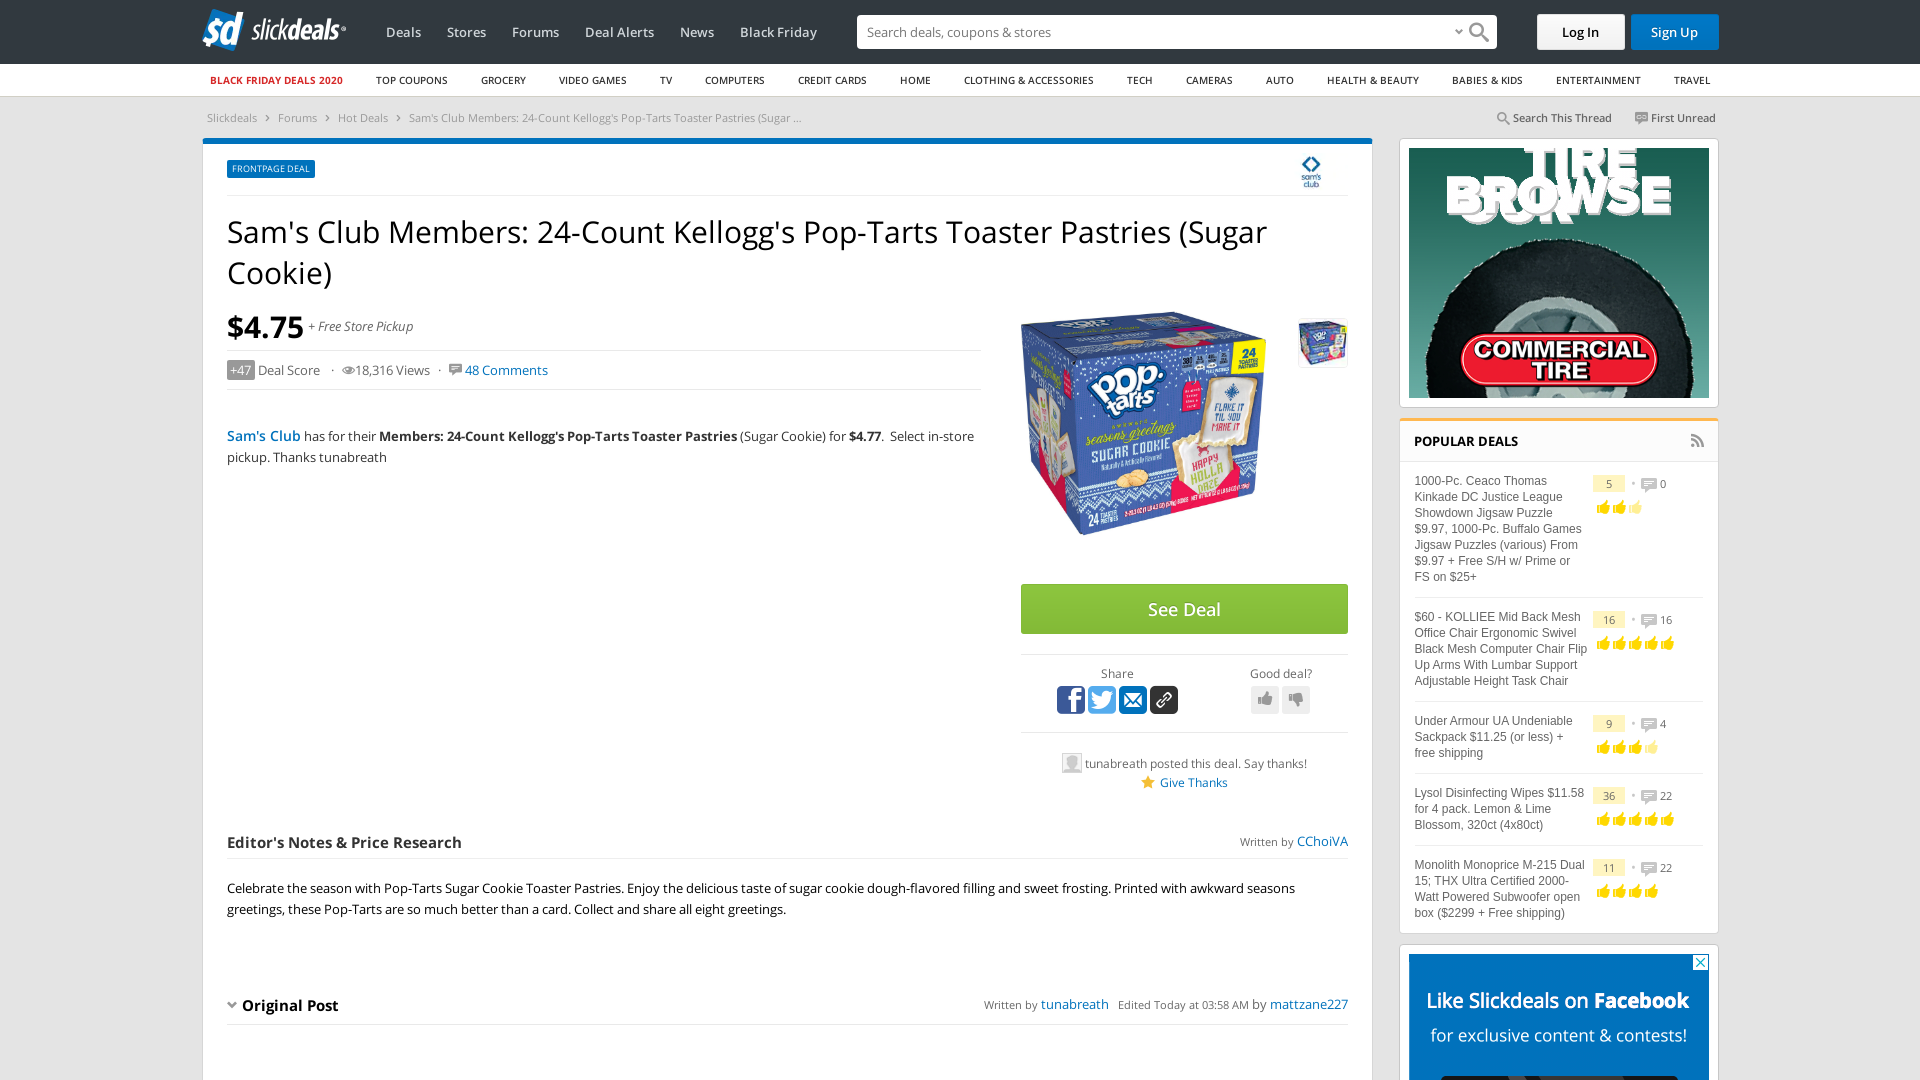 slickdeals
Deals
Stores
Forums
Deal Alerts
News
Black Friday
Search deals, coupons & stores
Log In
Sign Up
BLACK FRIDAY DEALS 2020
TOP COUPONS
GROCERY
VIDEO GAMES
TV
COMPUTERS
CREDIT CARDS
HOME
CLOTHING & ACCESSORIES
TECH
CAMERAS
AUTO
HEALTH & BEAUTY
BABIES & KIDS
ENTERTAINMENT
TRAVEL
Slickdeals > Forums > Hot Deals > Sam's Club Members: 24-Count Kellogg's Pop-Tarts Toaster Pastries (Sugar ...
Search This Thread
First Unread
FRONTPAGE DEAL
sam's club
Sam's Club Members: 24-Count Kellogg's Pop-Tarts Toaster Pastries (Sugar
Cookie)
$4.75 + Free Store Pickup
+47 Deal Score · 18,316 Views · 48 Comments
Sam's Club has for their Members: 24-Count Kellogg's Pop-Tarts Toaster Pastries (Sugar Cookie) for $4.77. Select in-store
pickup. Thanks tunabreath
pop.
tarts
season's greetings
SUGAR COOKIE
Naturally & Artificially Flavored
24
TOASTER
PASTRIES
FLAKE IT
TIL YOU
MAKE IT
HAPPY
HOLLA
DAZE
24 TOASTER
PASTRIES
See Deal
Share
Good deal?
tunabreath posted this deal. Say thanks!
Give Thanks
Editor's Notes & Price Research
Written by CChoiVA
Celebrate the season with Pop-Tarts Sugar Cookie Toaster Pastries. Enjoy the delicious taste of sugar cookie dough-flavored filling and sweet frosting. Printed with awkward seasons
greetings, these Pop-Tarts are so much better than a card. Collect and share all eight greetings.
Original Post
Written by tunabreath Edited Today at 03:58 AM by mattzane227
TIRE
BROWSE
COMMERCIAL
TIRE
POPULAR DEALS
1000-Pc. Ceaco Thomas
Kinkade DC Justice League
Showdown Jigsaw Puzzle
$9.97, 1000-Pc. Buffalo Games
Jigsaw Puzzles (various) From
$9.97 + Free S/H w/ Prime or
FS on $25+
5 • 0
$60 - KOLLIEE Mid Back Mesh
Office Chair Ergonomic Swivel
Black Mesh Computer Chair Flip
Up Arms With Lumbar Support
Adjustable Height Task Chair
16 • 16
Under Armour UA Undeniable
Sackpack $11.25 (or less) +
free shipping
9 • 4
Lysol Disinfecting Wipes $11.58
for 4 pack. Lemon & Lime
Blossom, 320ct (4x80ct)
36 • 22
Monolith Monoprice M-215 Dual
15; THX Ultra Certified 2000-
Watt Powered Subwoofer open
box ($2299 + Free shipping)
11 • 22
Like Slickdeals on Facebook
for exclusive content & contests!